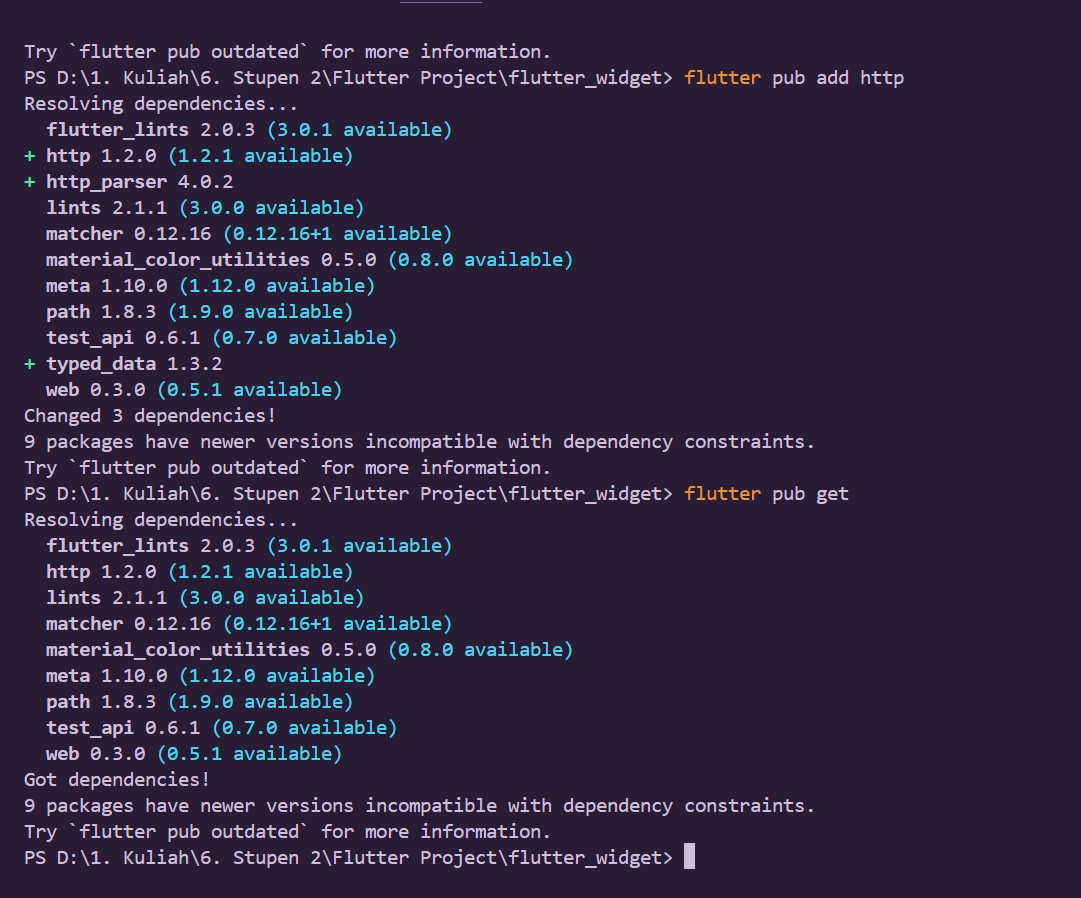 Try `flutter pub outdated` for more information.
PS D:\1. Kuliah\6. Stupen 2\Flutter Project\flutter_widget> flutter pub add http
Resolving dependencies...
  flutter_lints 2.0.3 (3.0.1 available)
+ http 1.2.0 (1.2.1 available)
+ http_parser 4.0.2
  lints 2.1.1 (3.0.0 available)
  matcher 0.12.16 (0.12.16+1 available)
  material_color_utilities 0.5.0 (0.8.0 available)
  meta 1.10.0 (1.12.0 available)
  path 1.8.3 (1.9.0 available)
  test_api 0.6.1 (0.7.0 available)
+ typed_data 1.3.2
  web 0.3.0 (0.5.1 available)
Changed 3 dependencies!
9 packages have newer versions incompatible with dependency constraints.
Try `flutter pub outdated` for more information.
PS D:\1. Kuliah\6. Stupen 2\Flutter Project\flutter_widget> flutter pub get
Resolving dependencies...
  flutter_lints 2.0.3 (3.0.1 available)
  http 1.2.0 (1.2.1 available)
  lints 2.1.1 (3.0.0 available)
  matcher 0.12.16 (0.12.16+1 available)
  material_color_utilities 0.5.0 (0.8.0 available)
  meta 1.10.0 (1.12.0 available)
  path 1.8.3 (1.9.0 available)
  test_api 0.6.1 (0.7.0 available)
  web 0.3.0 (0.5.1 available)
Got dependencies!
9 packages have newer versions incompatible with dependency constraints.
Try `flutter pub outdated` for more information.
PS D:\1. Kuliah\6. Stupen 2\Flutter Project\flutter_widget>